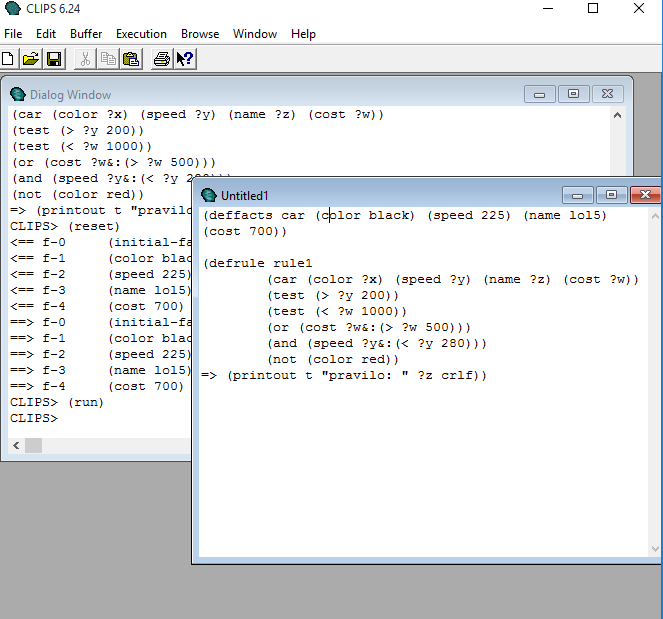 CLIPS 6.24
File Edit Buffer Execution Browse Window Help
Dialog Window
(car (color ?x) (speed ?y) (name ?z) (cost ?w))
(test (> ?y 200))
(test (< ?w 1000))
(or (cost ?w&:(> ?w 500)))
(and (speed ?y&:(< ?y
(not (color red))
=> (printout t "pravilo
CLIPS> (reset)
<== f-0 (initial-fa
<== f-1 (color blac
<== f-2 (speed 225)
<== f-3 (name lol5)
<== f-4 (cost 700)
==> f-0 (initial-fa
==> f-1 (color blac
==> f-2 (speed 225)
==> f-3 (name lol5)
==> f-4 (cost 700)
CLIPS> (run)
CLIPS>
Untitled1
(deffacts car (color black) (speed 225) (name lol5)
(cost 700))
(defrule rule1
(car (color ?x) (speed ?y) (name ?z) (cost ?w))
(test (> ?y 200))
(test (< ?w 1000))
(or (cost ?w&:(> ?w 500)))
(and (speed ?y&:(< ?y 280)))
(not (color red))
=> (printout t "pravilo: " ?z crlf))